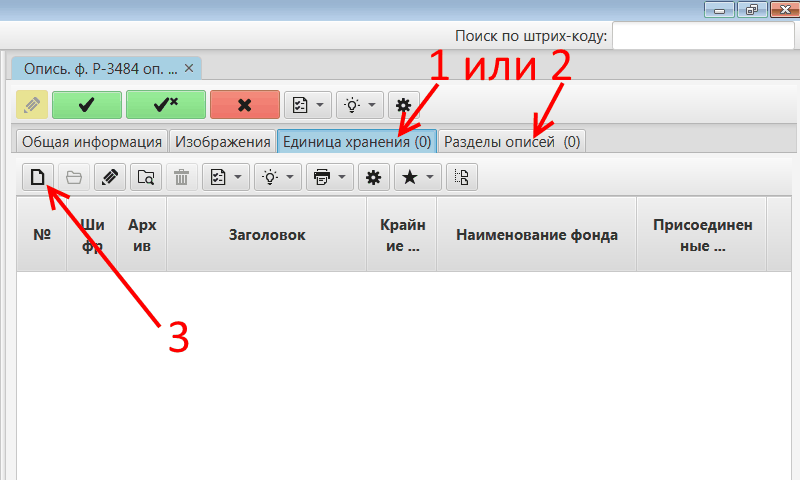 Поиск по штрих-коду:
Опись. ф. Р-3484 оп. ... ×
1 или 2
Общая информация Изображения Единица хранения (0) Разделы описей (0)
№ Ши Арх Заголовок Крайн Наименование фонда Присоединен
фр ив ие ... ные ...
3